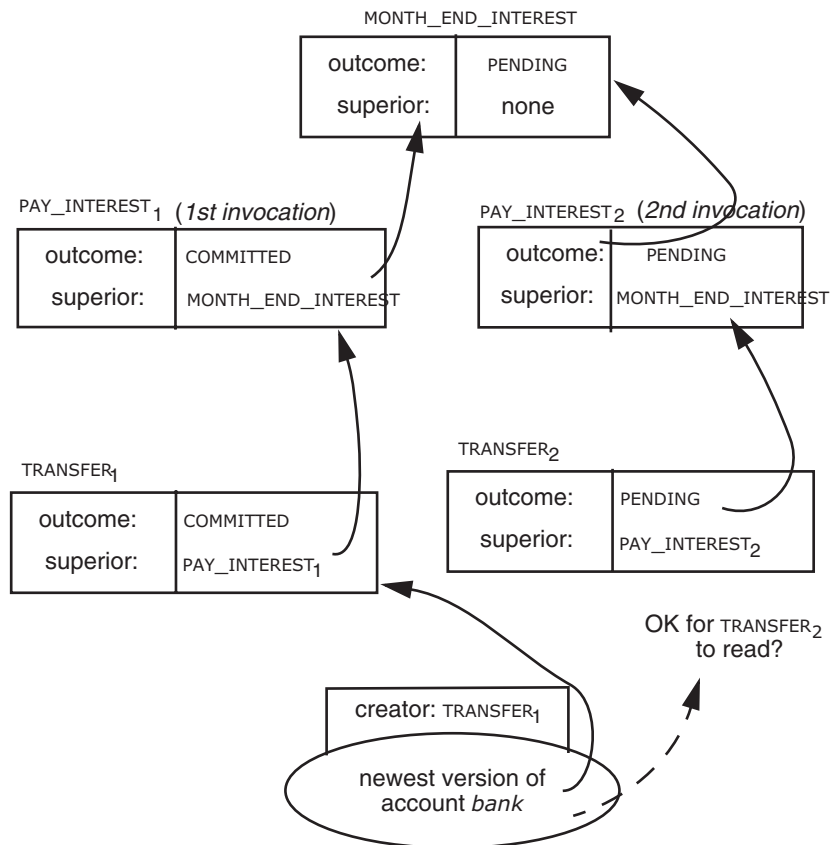 MONTH_END_INTEREST
outcome: PENDING
superior: none
PAY_INTEREST1 (1st invocation)
outcome: COMMITTED
superior: MONTH_END_INTEREST
PAY_INTEREST2 (2nd invocation)
outcome: PENDING
superior: MONTH_END_INTEREST
TRANSFER1
outcome: COMMITTED
superior: PAY_INTEREST1
TRANSFER2
outcome: PENDING
superior: PAY_INTEREST2
OK for TRANSFER2
to read?
creator: TRANSFER1
newest version of
account bank